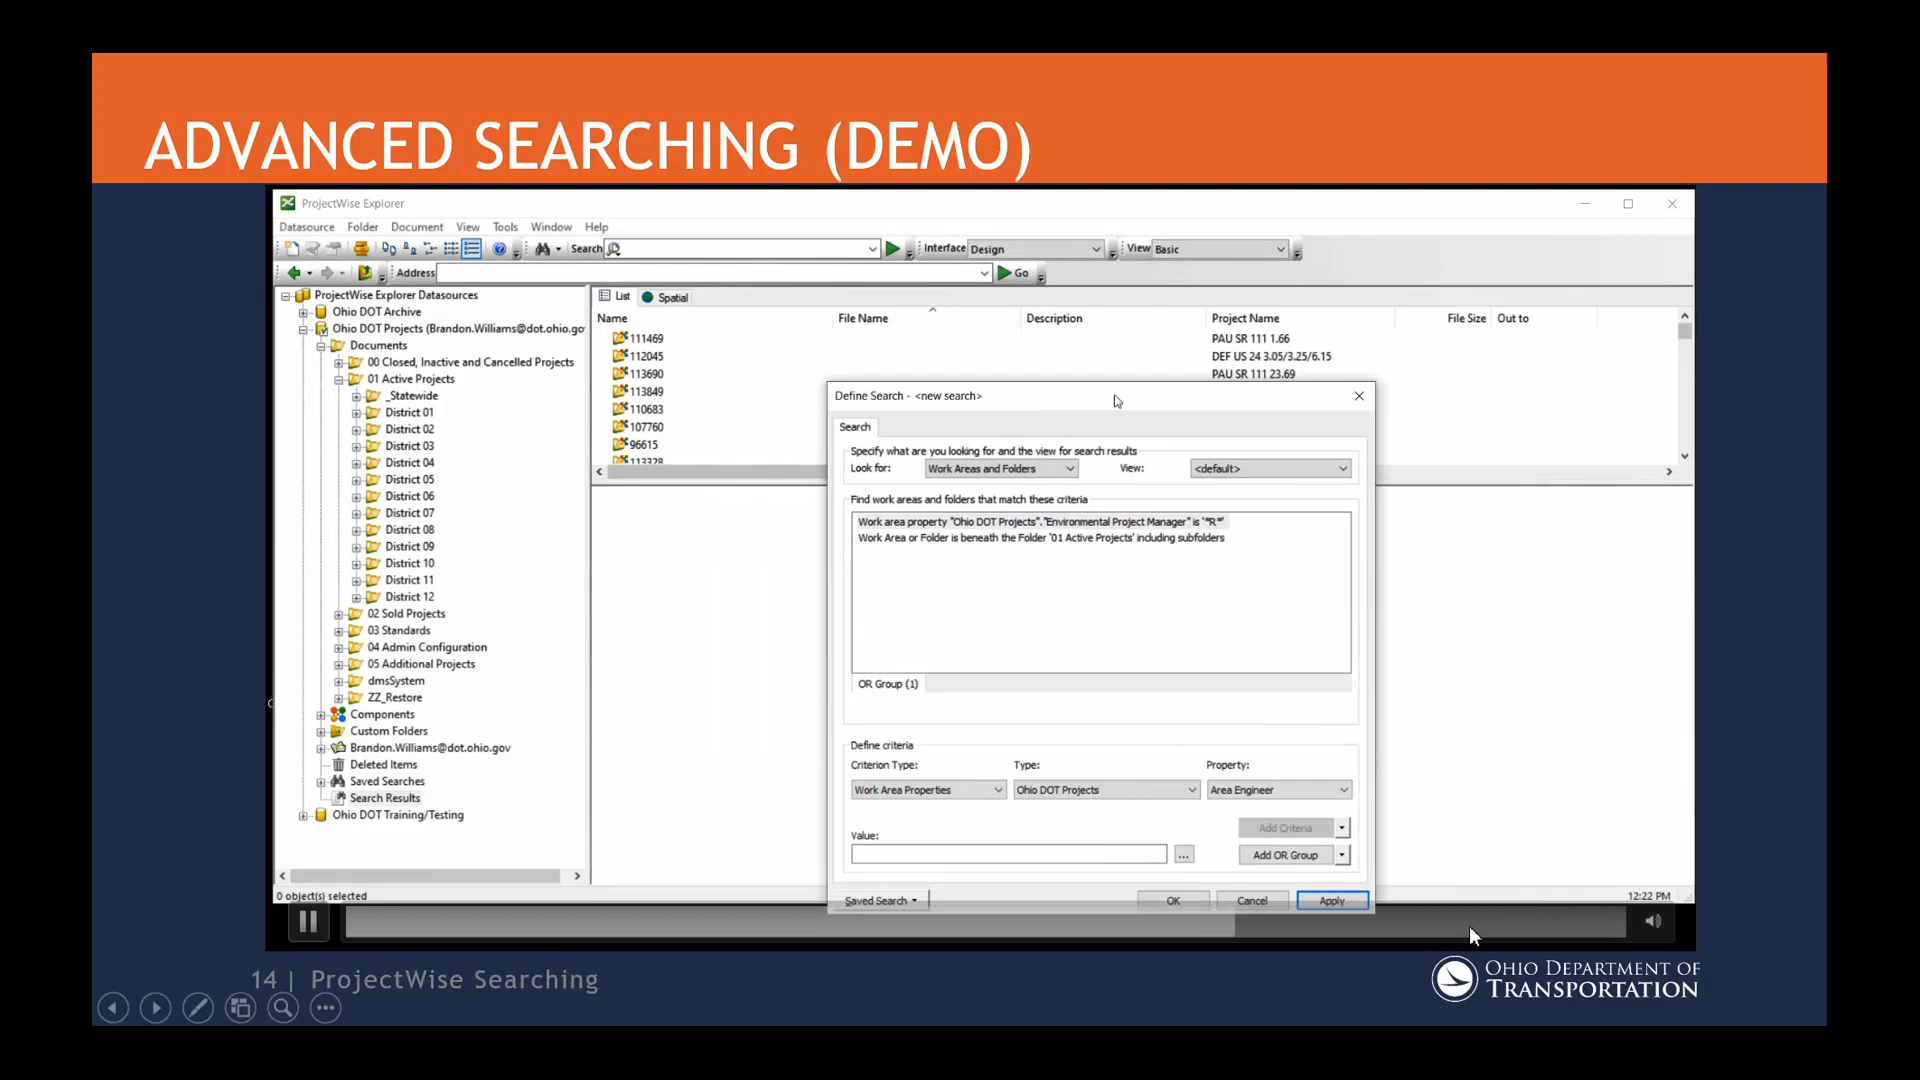 ADVANCED SEARCHING (DEMO)
ProjectWise Explorer
Datasource Folder Document View Tools Window Help
Search Interface Design View Basic
Address Go
ProjectWise Explorer Datasources
Ohio DOT Archive
Ohio DOT Projects (Brandon.Williams@dot.ohio.go
Documents
00 Closed, Inactive and Cancelled Projects
01 Active Projects
_Statewide
District 01
District 02
District 03
District 04
District 05
District 06
District 07
District 08
District 09
District 10
District 11
District 12
02 Sold Projects
03 Standards
04 Admin Configuration
05 Additional Projects
dmsSystem
ZZ_Restore
Components
Custom Folders
Brandon.Williams@dot.ohio.gov
Deleted Items
Saved Searches
Search Results
Ohio DOT Training/Testing
0 object(s) selected
List Spatial
Name File Name Description Project Name File Size Out to
111469 PAU SR 111 1.66
112045 DEF US 24 3.05/3.25/6.15
113690 PAU SR 111 23.69
113849
110683
107760
96615
113328
Define Search - <new search>
Search
Specify what are you looking for and the view for search results
Look for: Work Areas and Folders View: <default>
Find work areas and folders that match these criteria
Work area property "Ohio DOT Projects"."Environmental Project Manager" is '*R*'
Work Area or Folder is beneath the Folder '01 Active Projects' including subfolders
OR Group (1)
Define criteria
Criterion Type: Type: Property:
Work Area Properties Ohio DOT Projects Area Engineer
Add Criteria
Value:
... Add OR Group
Saved Search OK Cancel Apply
12:22 PM
14 | ProjectWise Searching
OHIO DEPARTMENT OF
TRANSPORTATION